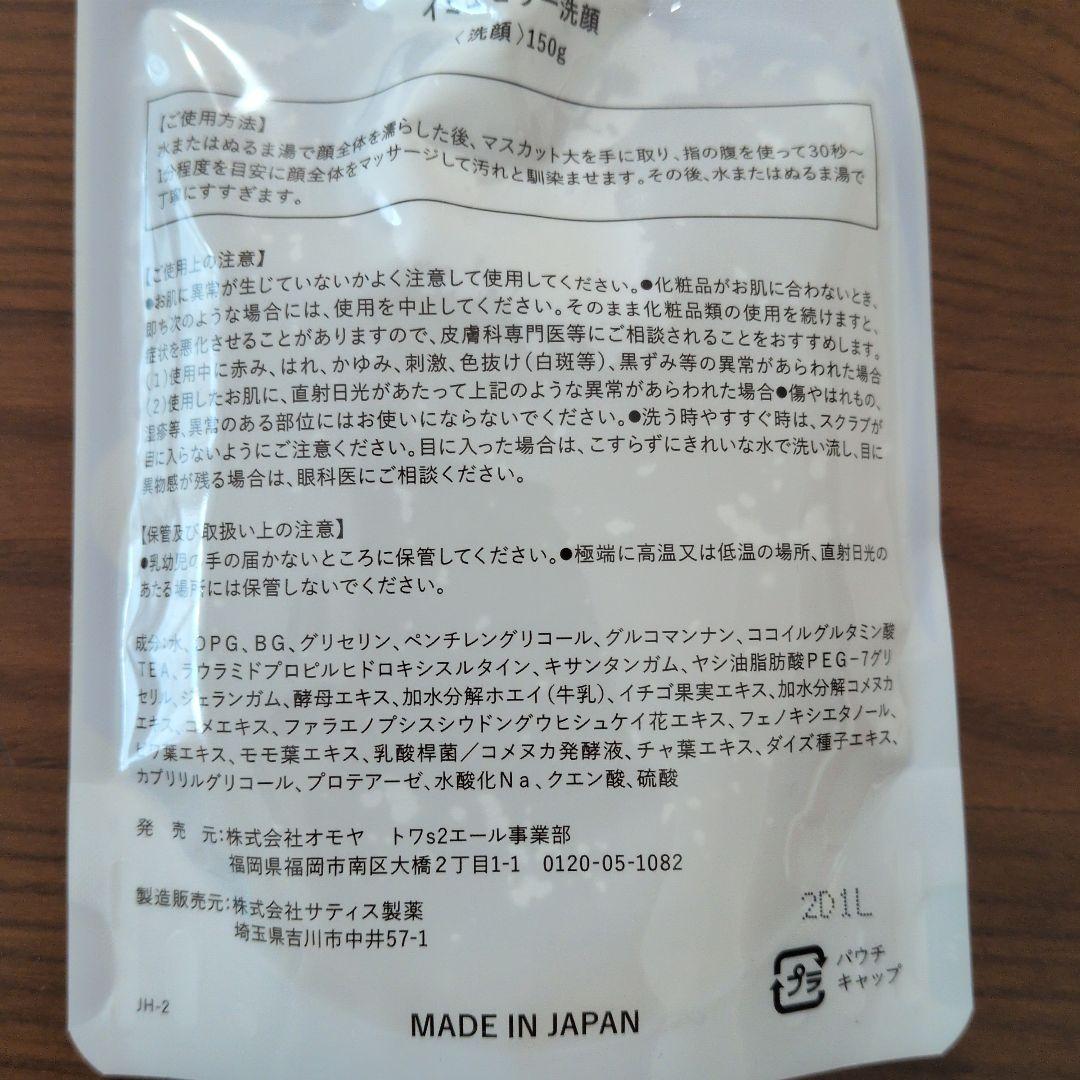 洗顔
〈洗顔〉150g
【ご使用方法】
水またはぬるま湯で顔全体を濡らした後、マスカット大を手に取り、指の腹を使って30秒〜
1分程度を目安に顔全体をマッサージして汚れと馴染ませます。その後、水またはぬるま湯で
丁寧にすすぎます。
【ご使用上の注意】
●お肌に異常が生じていないかよく注意して使用してください。●化粧品がお肌に合わないとき、
即ち次のような場合には、使用を中止してください。そのまま化粧品類の使用を続けますと、
症状を悪化させることがありますので、皮膚科専門医等にご相談されることをおすすめします。
(1)使用中に赤み、はれ、かゆみ、刺激、色抜け(白斑等)、黒ずみ等の異常があらわれた場合
(2)使用したお肌に、直射日光があたって上記のような異常があらわれた場合●傷やはれもの、
湿疹等、異常のある部位にはお使いにならないでください。●洗う時やすすぐ時は、スクラブが
目に入らないようにご注意ください。目に入った場合は、こすらずにきれいな水で洗い流し、目に
異物感が残る場合は、眼科医にご相談ください。
【保管及び取扱い上の注意】
●乳幼児の手の届かないところに保管してください。●極端に高温又は低温の場所、直射日光の
あたる場所には保管しないでください。
成分:水、DPG、BG、グリセリン、ペンチレングリコール、グルコマンナン、ココイルグルタミン酸
TEA、ラウラミドプロピルヒドロキシスルタイン、キサンタンガム、ヤシ油脂肪酸PEG-7グリ
セリル、ジェランガム、酵母エキス、加水分解ホエイ(牛乳)、イチゴ果実エキス、加水分解コメヌカ
エキス、コメエキス、ファラエノプシスシウドングウヒシュケイ花エキス、フェノキシエタノール、
ビワ葉エキス、モモ葉エキス、乳酸桿菌/コメヌカ発酵液、チャ葉エキス、ダイズ種子エキス、
カプリリルグリコール、プロテアーゼ、水酸化Na、クエン酸、硫酸
発売元:株式会社オモヤ トワs2エール事業部
福岡県福岡市南区大橋2丁目1-1 0120-05-1082
製造販売元:株式会社サティス製薬
埼玉県吉川市中井57-1
2D1L
プラ
パウチ
キャップ
JH-2
MADE IN JAPAN